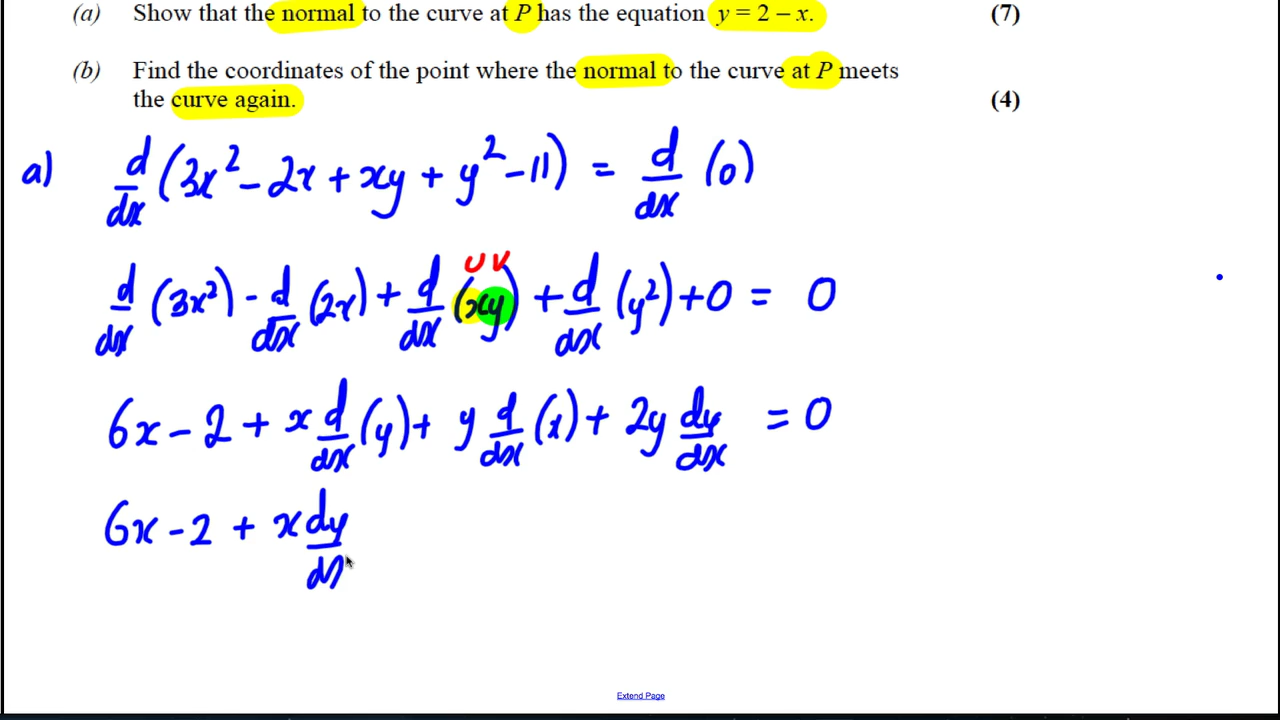 (a) Show that the normal to the curve at P has the equation y = 2 – x. (7)
(b) Find the coordinates of the point where the normal to the curve at P meets
the curve again. (4)
a) d/dx (3x² - 2x + xy + y² - 11) = d/dx (0)
U V
d/dx (3x²) - d/dx (2x) + d/dx (xy) + d/dx (y²) + 0 = 0
6x - 2 + x d/dx (y) + y d/dx (x) + 2y dy/dx = 0
6x - 2 + x dy/dx
Extend Page